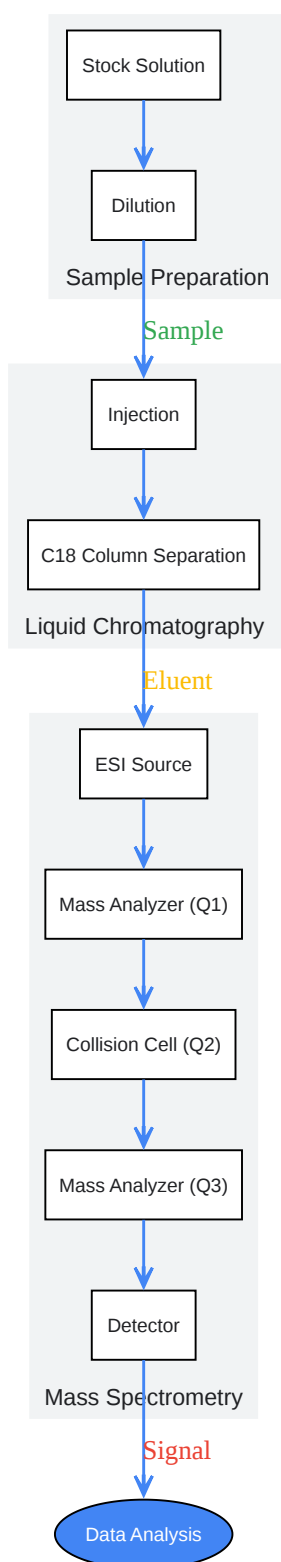 Stock Solution
Dilution
Sample Preparation
Sample
Injection
C18 Column Separation
Liquid Chromatography
Eluent
ESI Source
Mass Analyzer (Q1)
Collision Cell (Q2)
Mass Analyzer (Q3)
Detector
Mass Spectrometry
Signal
Data Analysis